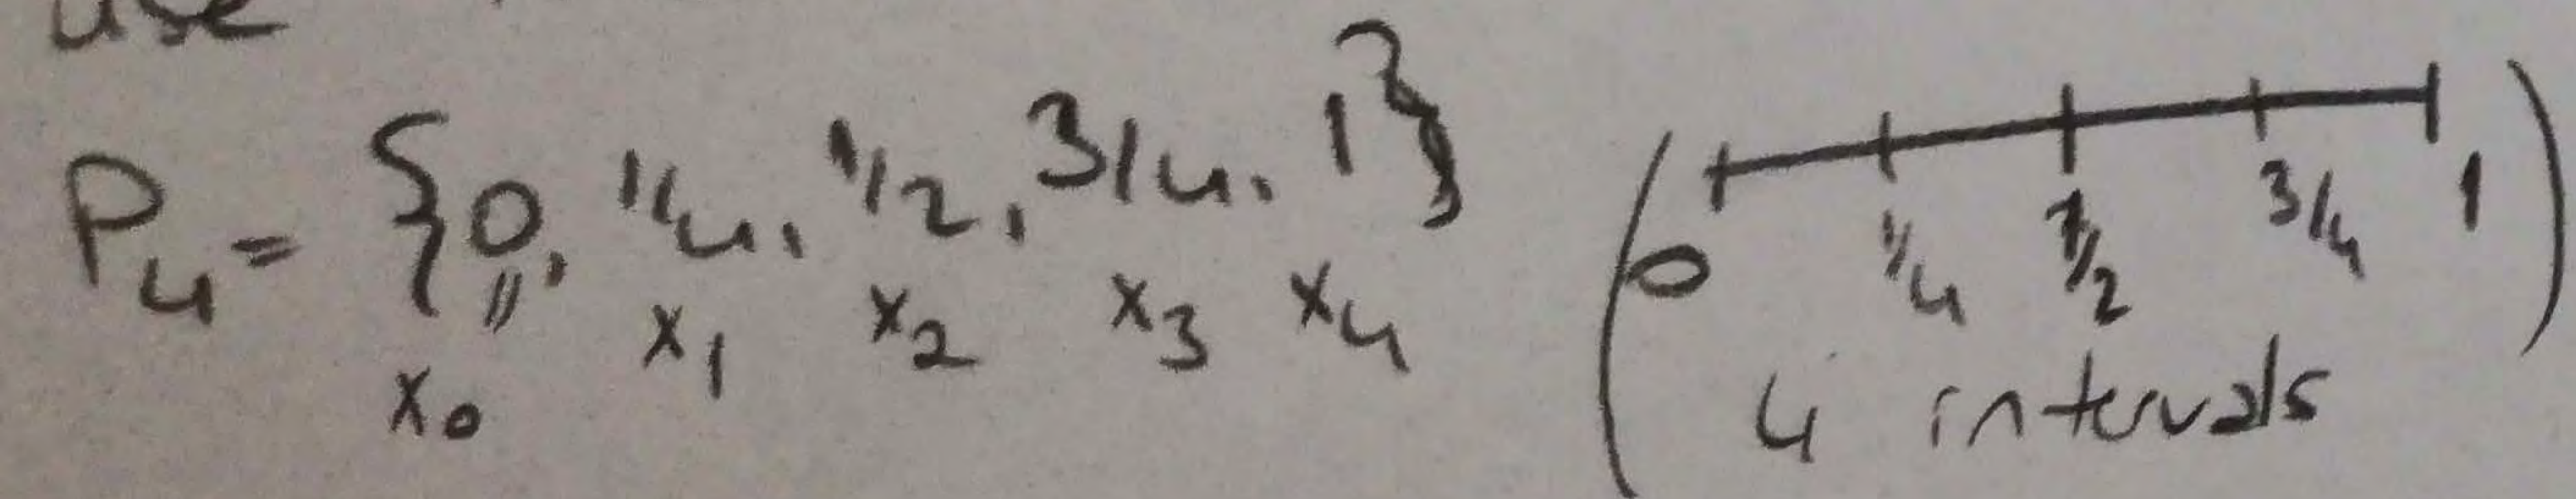 use
P₄ = {0, 1/4, 1/2, 3/4, 1}
x₀ x₁ x₂ x₃ x₄
( 0 1/4 1/2 3/4 1 )
4 intervals